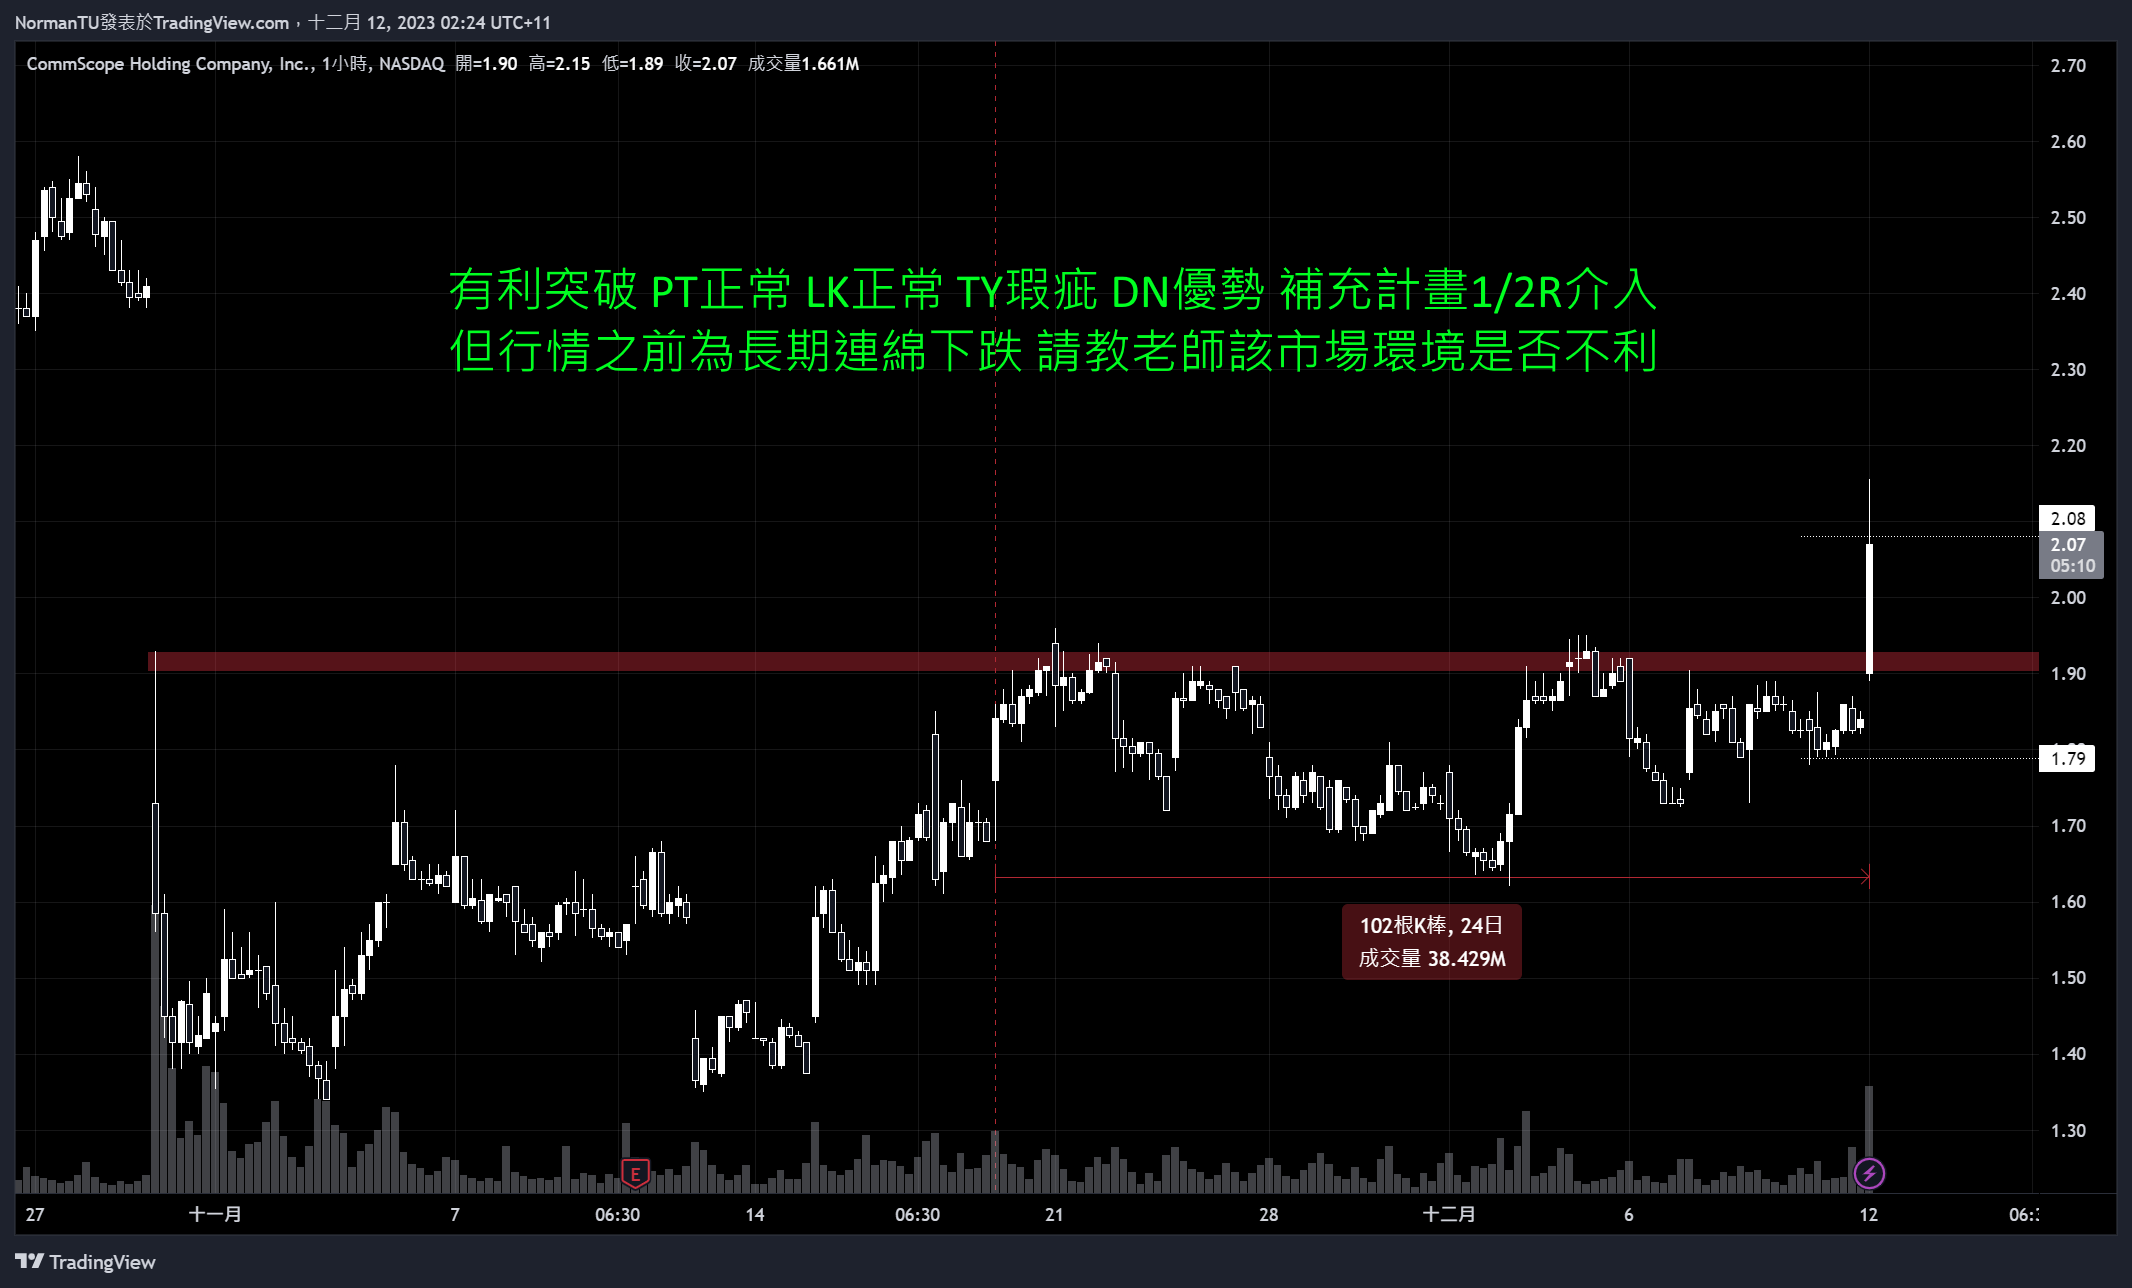 NormanTU發表於TradingView.com，十二月 12, 2023 02:24 UTC+11
CommScope Holding Company, Inc., 1小時, NASDAQ 開=1.90 高=2.15 低=1.89 收=2.07 成交量1.661M
有利突破 PT正常 LK正常 TY瑕疵 DN優勢 補充計畫1/2R介入
但行情之前為長期連綿下跌 請教老師該市場環境是否不利
2.70
2.60
2.50
2.40
2.30
2.20
2.08
2.07
05:10
2.00
1.90
1.79
1.70
1.60
1.50
1.40
1.30
102根K棒, 24日
成交量 38.429M
E
27 十一月 7 06:30 14 06:30 21 28 十二月 6 12 06:
TradingView